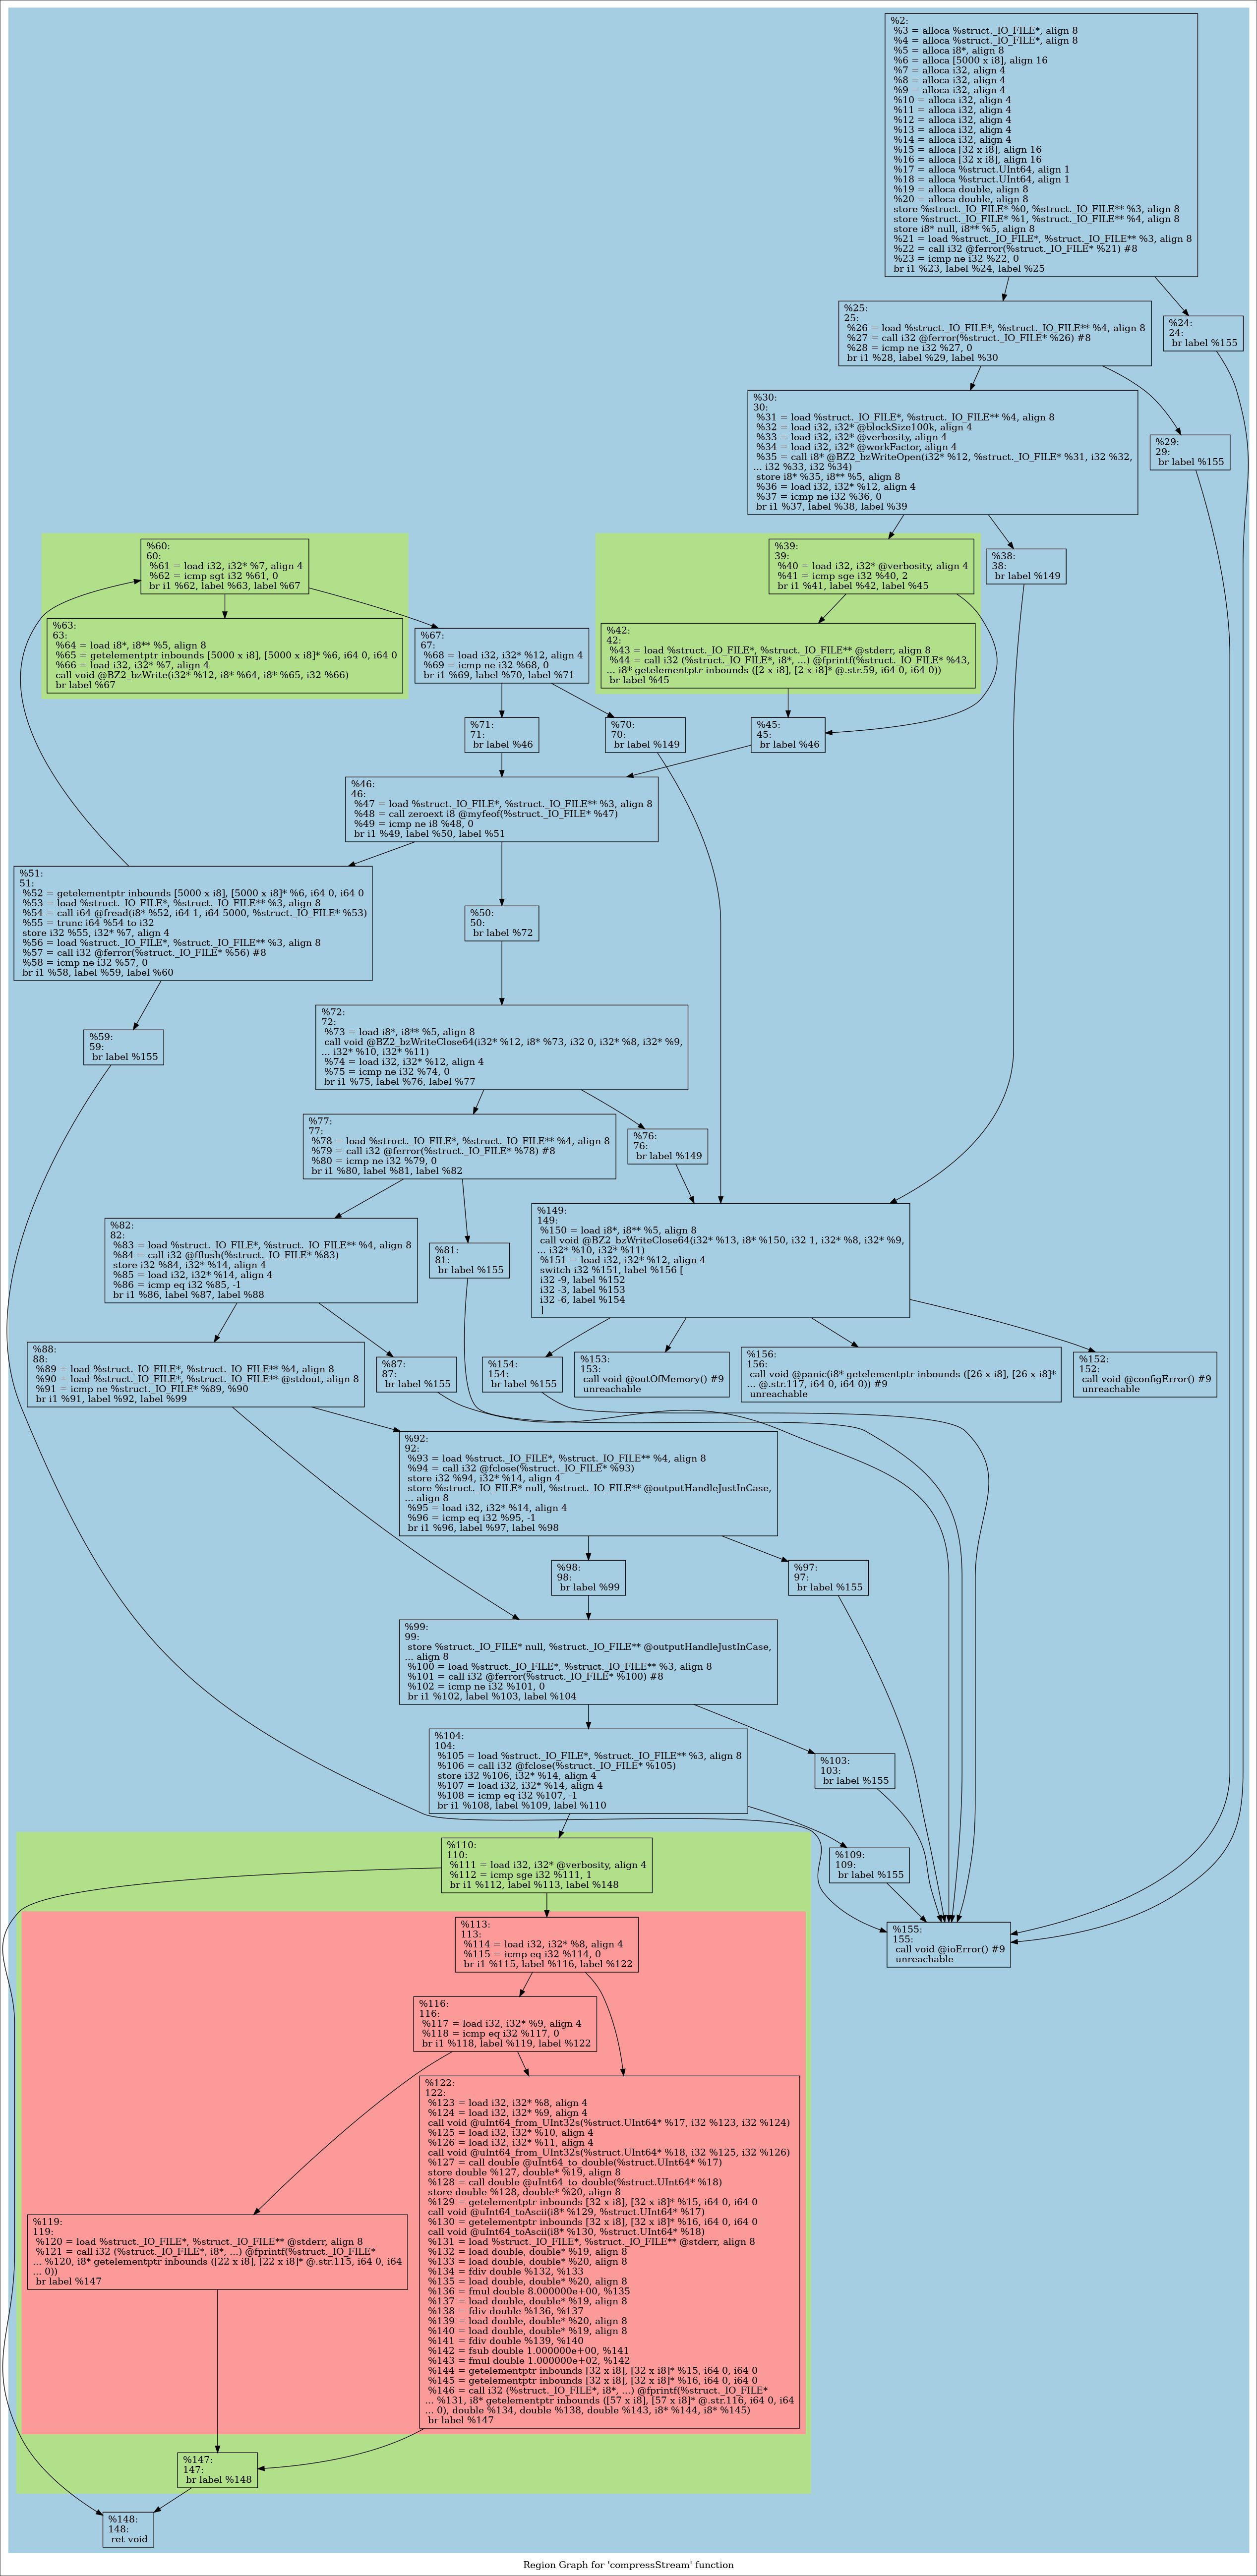 %2:
%3 = alloca %struct._IO_FILE*, align 8
%4 = alloca %struct._IO_FILE*, align 8
%5 = alloca i8*, align 8
%6 = alloca [5000 x i8], align 16
%7 = alloca i32, align 4
%8 = alloca i32, align 4
%9 = alloca i32, align 4
%10 = alloca i32, align 4
%11 = alloca i32, align 4
%12 = alloca i32, align 4
%13 = alloca i32, align 4
%14 = alloca i32, align 4
%15 = alloca [32 x i8], align 16
%16 = alloca [32 x i8], align 16
%17 = alloca %struct.UInt64, align 1
%18 = alloca %struct.UInt64, align 1
%19 = alloca double, align 8
%20 = alloca double, align 8
store %struct._IO_FILE* %0, %struct._IO_FILE** %3, align 8
store %struct._IO_FILE* %1, %struct._IO_FILE** %4, align 8
store i8* null, i8** %5, align 8
%21 = load %struct._IO_FILE*, %struct._IO_FILE** %3, align 8
%22 = call i32 @ferror(%struct._IO_FILE* %21) #8
%23 = icmp ne i32 %22, 0
br i1 %23, label %24, label %25
%25:
25:
%26 = load %struct._IO_FILE*, %struct._IO_FILE** %4, align 8
%27 = call i32 @ferror(%struct._IO_FILE* %26) #8
%28 = icmp ne i32 %27, 0
br i1 %28, label %29, label %30
%24:
24:
br label %155
%30:
30:
%31 = load %struct._IO_FILE*, %struct._IO_FILE** %4, align 8
%32 = load i32, i32* @blockSize100k, align 4
%33 = load i32, i32* @verbosity, align 4
%34 = load i32, i32* @workFactor, align 4
%35 = call i8* @BZ2_bzWriteOpen(i32* %12, %struct._IO_FILE* %31, i32 %32,
... i32 %33, i32 %34)
store i8* %35, i8** %5, align 8
%36 = load i32, i32* %12, align 4
%37 = icmp ne i32 %36, 0
br i1 %37, label %38, label %39
%29:
29:
br label %155
%60:
60:
%61 = load i32, i32* %7, align 4
%62 = icmp sgt i32 %61, 0
br i1 %62, label %63, label %67
%39:
39:
%40 = load i32, i32* @verbosity, align 4
%41 = icmp sge i32 %40, 2
br i1 %41, label %42, label %45
%38:
38:
br label %149
%63:
63:
%64 = load i8*, i8** %5, align 8
%65 = getelementptr inbounds [5000 x i8], [5000 x i8]* %6, i64 0, i64 0
%66 = load i32, i32* %7, align 4
call void @BZ2_bzWrite(i32* %12, i8* %64, i8* %65, i32 %66)
br label %67
%67:
67:
%68 = load i32, i32* %12, align 4
%69 = icmp ne i32 %68, 0
br i1 %69, label %70, label %71
%42:
42:
%43 = load %struct._IO_FILE*, %struct._IO_FILE** @stderr, align 8
%44 = call i32 (%struct._IO_FILE*, i8*, ...) @fprintf(%struct._IO_FILE* %43,
... i8* getelementptr inbounds ([2 x i8], [2 x i8]* @.str.59, i64 0, i64 0))
br label %45
%71:
71:
br label %46
%70:
70:
br label %149
%45:
45:
br label %46
%46:
46:
%47 = load %struct._IO_FILE*, %struct._IO_FILE** %3, align 8
%48 = call zeroext i8 @myfeof(%struct._IO_FILE* %47)
%49 = icmp ne i8 %48, 0
br i1 %49, label %50, label %51
%51:
51:
%52 = getelementptr inbounds [5000 x i8], [5000 x i8]* %6, i64 0, i64 0
%53 = load %struct._IO_FILE*, %struct._IO_FILE** %3, align 8
%54 = call i64 @fread(i8* %52, i64 1, i64 5000, %struct._IO_FILE* %53)
%55 = trunc i64 %54 to i32
store i32 %55, i32* %7, align 4
%56 = load %struct._IO_FILE*, %struct._IO_FILE** %3, align 8
%57 = call i32 @ferror(%struct._IO_FILE* %56) #8
%58 = icmp ne i32 %57, 0
br i1 %58, label %59, label %60
%50:
50:
br label %72
%59:
59:
br label %155
%72:
72:
%73 = load i8*, i8** %5, align 8
call void @BZ2_bzWriteClose64(i32* %12, i8* %73, i32 0, i32* %8, i32* %9,
... i32* %10, i32* %11)
%74 = load i32, i32* %12, align 4
%75 = icmp ne i32 %74, 0
br i1 %75, label %76, label %77
%77:
77:
%78 = load %struct._IO_FILE*, %struct._IO_FILE** %4, align 8
%79 = call i32 @ferror(%struct._IO_FILE* %78) #8
%80 = icmp ne i32 %79, 0
br i1 %80, label %81, label %82
%76:
76:
br label %149
%82:
82:
%83 = load %struct._IO_FILE*, %struct._IO_FILE** %4, align 8
%84 = call i32 @fflush(%struct._IO_FILE* %83)
store i32 %84, i32* %14, align 4
%85 = load i32, i32* %14, align 4
%86 = icmp eq i32 %85, -1
br i1 %86, label %87, label %88
%81:
81:
br label %155
%149:
149:
%150 = load i8*, i8** %5, align 8
call void @BZ2_bzWriteClose64(i32* %13, i8* %150, i32 1, i32* %8, i32* %9,
... i32* %10, i32* %11)
%151 = load i32, i32* %12, align 4
switch i32 %151, label %156 [
i32 -9, label %152
i32 -3, label %153
i32 -6, label %154
]
%88:
88:
%89 = load %struct._IO_FILE*, %struct._IO_FILE** %4, align 8
%90 = load %struct._IO_FILE*, %struct._IO_FILE** @stdout, align 8
%91 = icmp ne %struct._IO_FILE* %89, %90
br i1 %91, label %92, label %99
%87:
87:
br label %155
%154:
154:
br label %155
%153:
153:
call void @outOfMemory() #9
unreachable
%156:
156:
call void @panic(i8* getelementptr inbounds ([26 x i8], [26 x i8]*
... @.str.117, i64 0, i64 0)) #9
unreachable
%152:
152:
call void @configError() #9
unreachable
%92:
92:
%93 = load %struct._IO_FILE*, %struct._IO_FILE** %4, align 8
%94 = call i32 @fclose(%struct._IO_FILE* %93)
store i32 %94, i32* %14, align 4
store %struct._IO_FILE* null, %struct._IO_FILE** @outputHandleJustInCase,
... align 8
%95 = load i32, i32* %14, align 4
%96 = icmp eq i32 %95, -1
br i1 %96, label %97, label %98
%98:
98:
br label %99
%97:
97:
br label %155
%99:
99:
store %struct._IO_FILE* null, %struct._IO_FILE** @outputHandleJustInCase,
... align 8
%100 = load %struct._IO_FILE*, %struct._IO_FILE** %3, align 8
%101 = call i32 @ferror(%struct._IO_FILE* %100) #8
%102 = icmp ne i32 %101, 0
br i1 %102, label %103, label %104
%104:
104:
%105 = load %struct._IO_FILE*, %struct._IO_FILE** %3, align 8
%106 = call i32 @fclose(%struct._IO_FILE* %105)
store i32 %106, i32* %14, align 4
%107 = load i32, i32* %14, align 4
%108 = icmp eq i32 %107, -1
br i1 %108, label %109, label %110
%103:
103:
br label %155
%110:
110:
%111 = load i32, i32* @verbosity, align 4
%112 = icmp sge i32 %111, 1
br i1 %112, label %113, label %148
%109:
109:
br label %155
%113:
113:
%114 = load i32, i32* %8, align 4
%115 = icmp eq i32 %114, 0
br i1 %115, label %116, label %122
%155:
155:
call void @ioError() #9
unreachable
%116:
116:
%117 = load i32, i32* %9, align 4
%118 = icmp eq i32 %117, 0
br i1 %118, label %119, label %122
%122:
122:
%123 = load i32, i32* %8, align 4
%124 = load i32, i32* %9, align 4
call void @uInt64_from_UInt32s(%struct.UInt64* %17, i32 %123, i32 %124)
%125 = load i32, i32* %10, align 4
%126 = load i32, i32* %11, align 4
call void @uInt64_from_UInt32s(%struct.UInt64* %18, i32 %125, i32 %126)
%127 = call double @uInt64_to_double(%struct.UInt64* %17)
store double %127, double* %19, align 8
%128 = call double @uInt64_to_double(%struct.UInt64* %18)
store double %128, double* %20, align 8
%129 = getelementptr inbounds [32 x i8], [32 x i8]* %15, i64 0, i64 0
call void @uInt64_toAscii(i8* %129, %struct.UInt64* %17)
%130 = getelementptr inbounds [32 x i8], [32 x i8]* %16, i64 0, i64 0
call void @uInt64_toAscii(i8* %130, %struct.UInt64* %18)
%131 = load %struct._IO_FILE*, %struct._IO_FILE** @stderr, align 8
%132 = load double, double* %19, align 8
%133 = load double, double* %20, align 8
%134 = fdiv double %132, %133
%135 = load double, double* %20, align 8
%136 = fmul double 8.000000e+00, %135
%137 = load double, double* %19, align 8
%138 = fdiv double %136, %137
%139 = load double, double* %20, align 8
%140 = load double, double* %19, align 8
%141 = fdiv double %139, %140
%142 = fsub double 1.000000e+00, %141
%143 = fmul double 1.000000e+02, %142
%144 = getelementptr inbounds [32 x i8], [32 x i8]* %15, i64 0, i64 0
%145 = getelementptr inbounds [32 x i8], [32 x i8]* %16, i64 0, i64 0
%146 = call i32 (%struct._IO_FILE*, i8*, ...) @fprintf(%struct._IO_FILE*
... %131, i8* getelementptr inbounds ([57 x i8], [57 x i8]* @.str.116, i64 0, i64
... 0), double %134, double %138, double %143, i8* %144, i8* %145)
br label %147
%119:
119:
%120 = load %struct._IO_FILE*, %struct._IO_FILE** @stderr, align 8
%121 = call i32 (%struct._IO_FILE*, i8*, ...) @fprintf(%struct._IO_FILE*
... %120, i8* getelementptr inbounds ([22 x i8], [22 x i8]* @.str.115, i64 0, i64
... 0))
br label %147
%147:
147:
br label %148
%148:
148:
ret void
Region Graph for 'compressStream' function